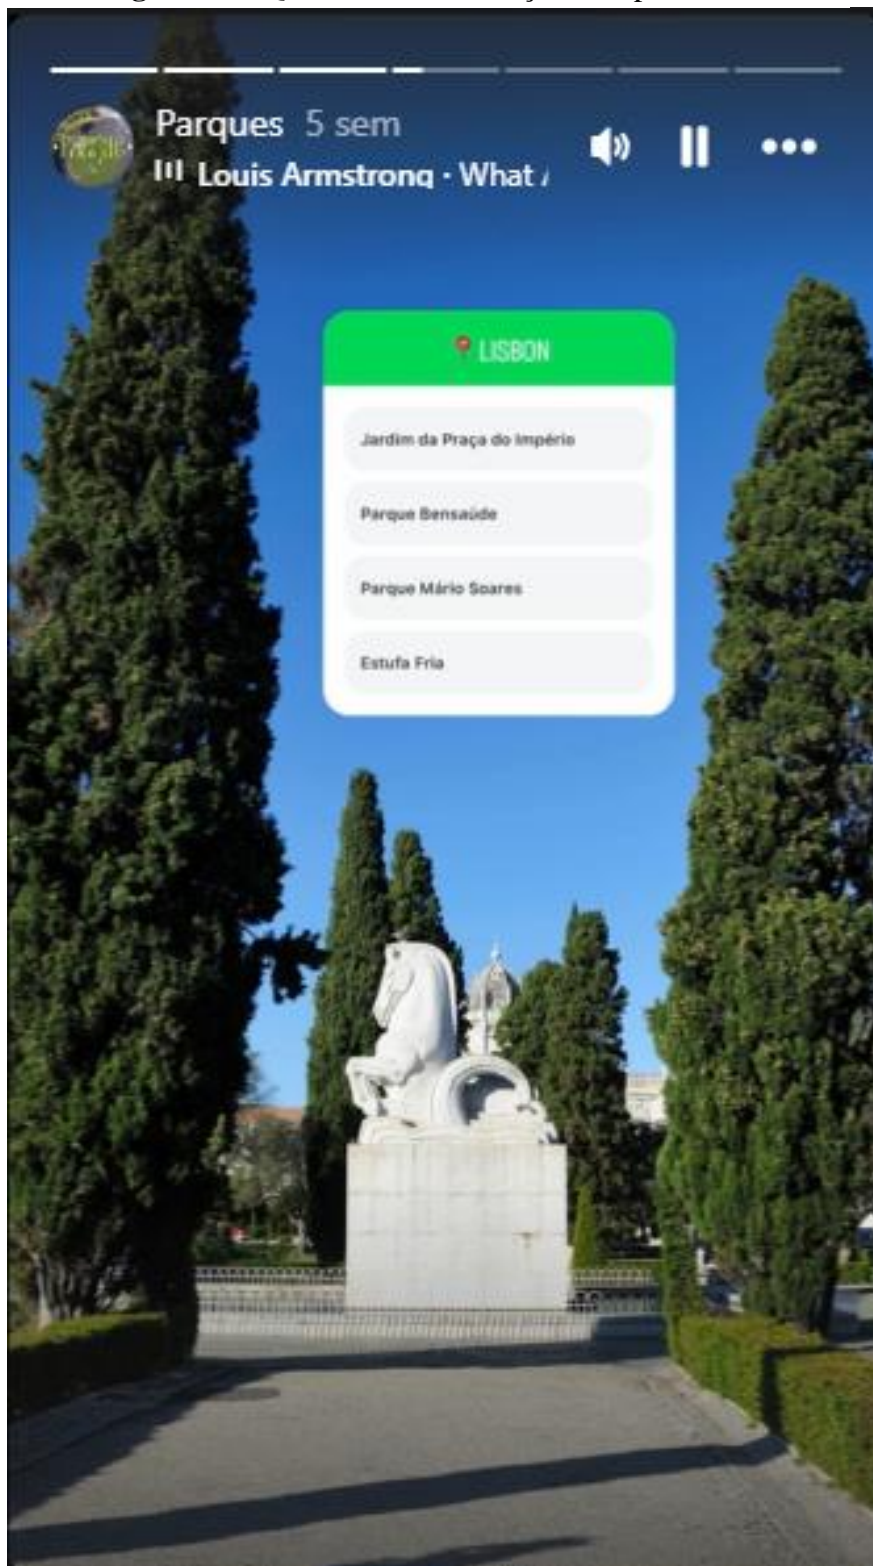 Parques 5 sem
Louis Armstrong · What
📍 LISBON
Jardim da Praça do Império
Parque Bensaúde
Parque Mário Soares
Estufa Fria